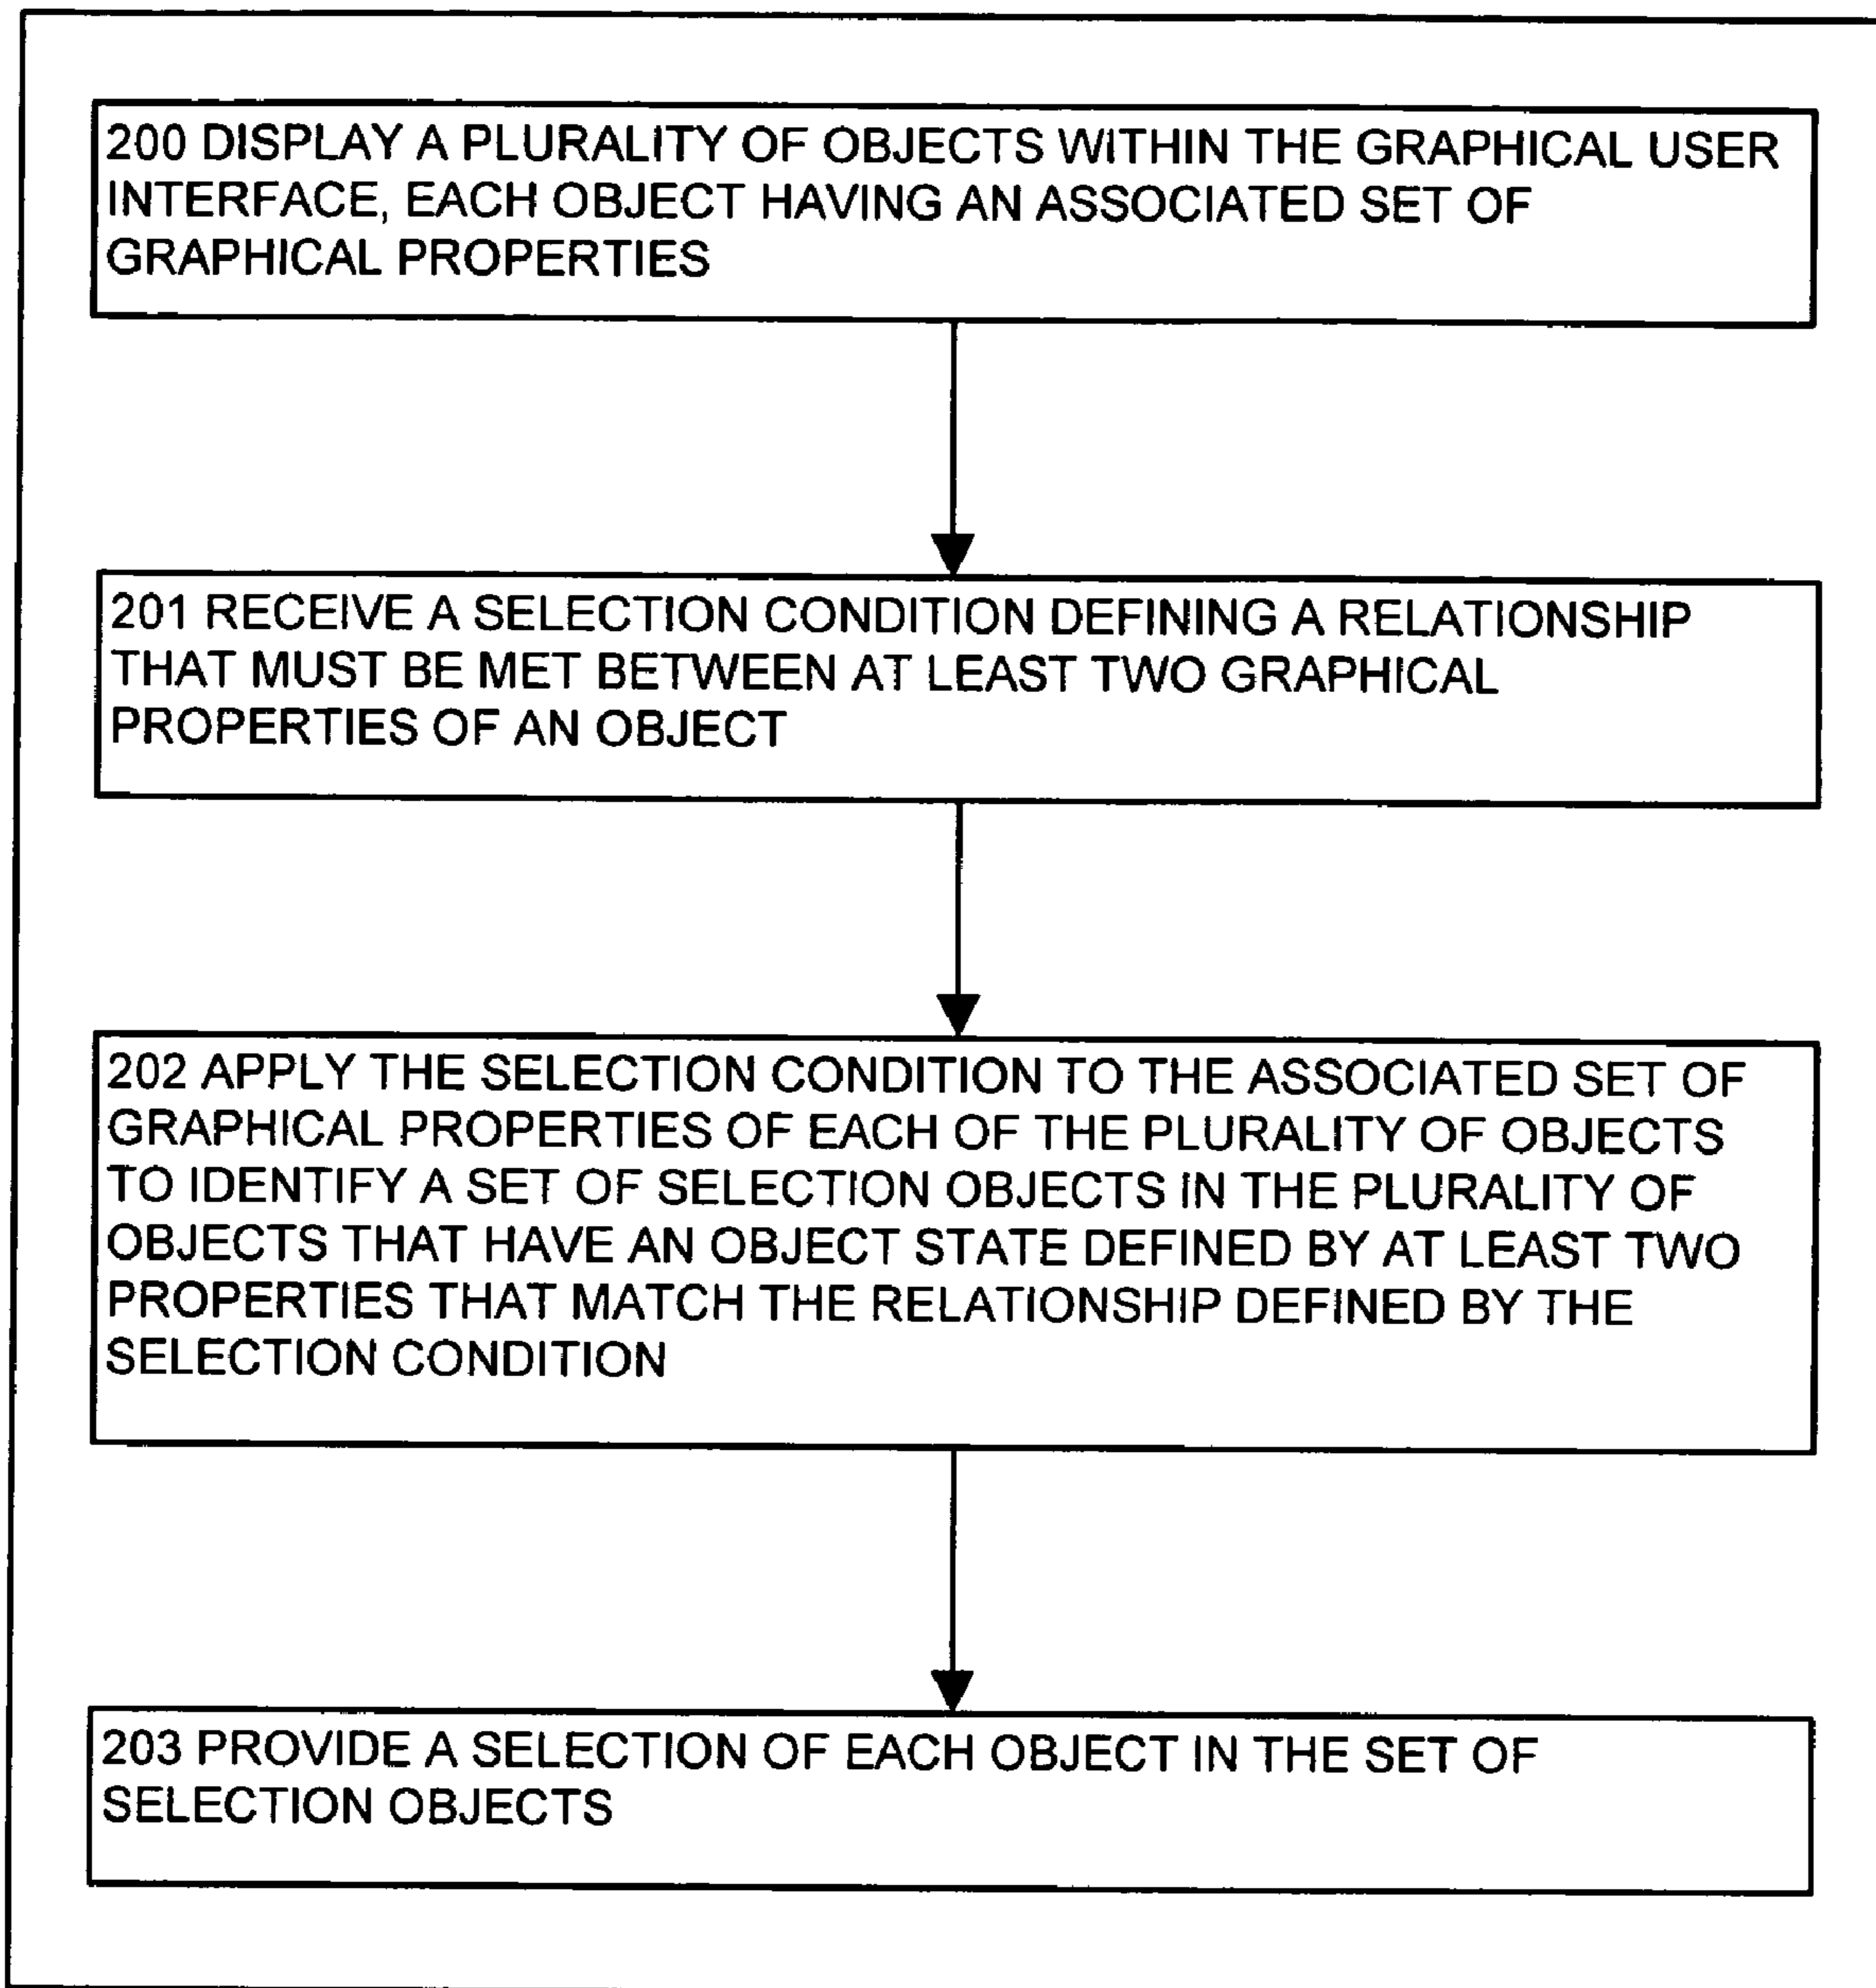 200 DISPLAY A PLURALITY OF OBJECTS WITHIN THE GRAPHICAL USER
INTERFACE, EACH OBJECT HAVING AN ASSOCIATED SET OF
GRAPHICAL PROPERTIES
201 RECEIVE A SELECTION CONDITION DEFINING A RELATIONSHIP
THAT MUST BE MET BETWEEN AT LEAST TWO GRAPHICAL
PROPERTIES OF AN OBJECT
202 APPLY THE SELECTION CONDITION TO THE ASSOCIATED SET OF
GRAPHICAL PROPERTIES OF EACH OF THE PLURALITY OF OBJECTS
TO IDENTIFY A SET OF SELECTION OBJECTS IN THE PLURALITY OF
OBJECTS THAT HAVE AN OBJECT STATE DEFINED BY AT LEAST TWO
PROPERTIES THAT MATCH THE RELATIONSHIP DEFINED BY THE
SELECTION CONDITION
203 PROVIDE A SELECTION OF EACH OBJECT IN THE SET OF
SELECTION OBJECTS